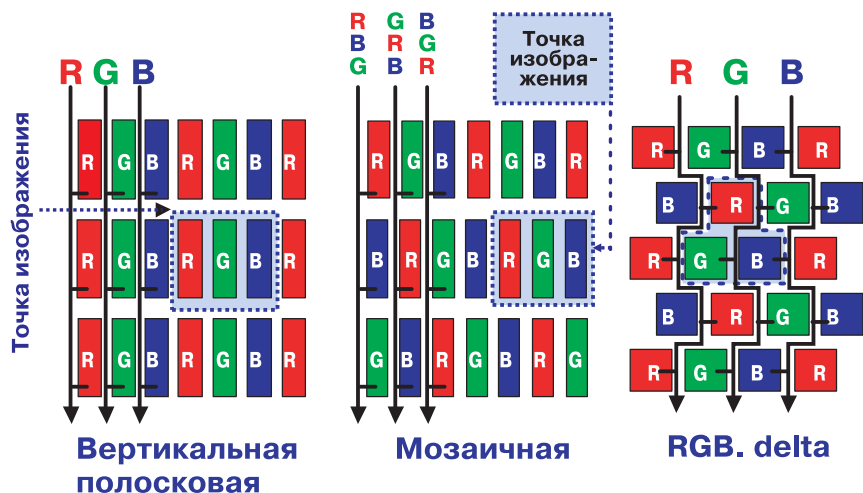 R G B
R G B R G B R
R G B R G B R
R G B R G B R
Точка изображения
Вертикальная
полосковая
R G B
B R G
G B R
Точка
изобра-
жения
R G B R G B R
B R G B R G B
G B R G B R G
Мозаичная
R G B
R G B R
B R G B
R G B R
B R G B
R G B R
RGB. delta